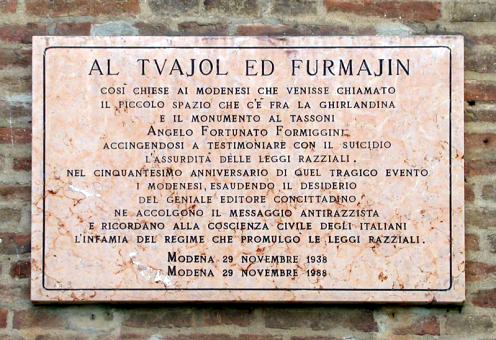 AL TVAJOL ED FURMAJIN
COSÌ CHIESE AI MODENESI CHE VENISSE CHIAMATO
IL PICCOLO SPAZIO CHE C'È FRA LA GHIRLANDINA
E IL MONUMENTO AL TASSONI
ANGELO FORTUNATO FORMIGGINI
ACCINGENDOSI A TESTIMONIARE CON IL SUICIDIO
L'ASSURDITÀ DELLE LEGGI RAZZIALI.
NEL CINQUANTESIMO ANNIVERSARIO DI QUEL TRAGICO EVENTO
I MODENESI, ESAUDENDO IL DESIDERIO
DEL GENIALE EDITORE CONCITTADINO,
NE ACCOLGONO IL MESSAGGIO ANTIRAZZISTA
E RICORDANO ALLA COSCIENZA CIVILE DEGLI ITALIANI
L'INFAMIA DEL REGIME CHE PROMULGÒ LE LEGGI RAZZIALI.
MODENA 29 NOVEMBRE 1938
MODENA 29 NOVEMBRE 1988